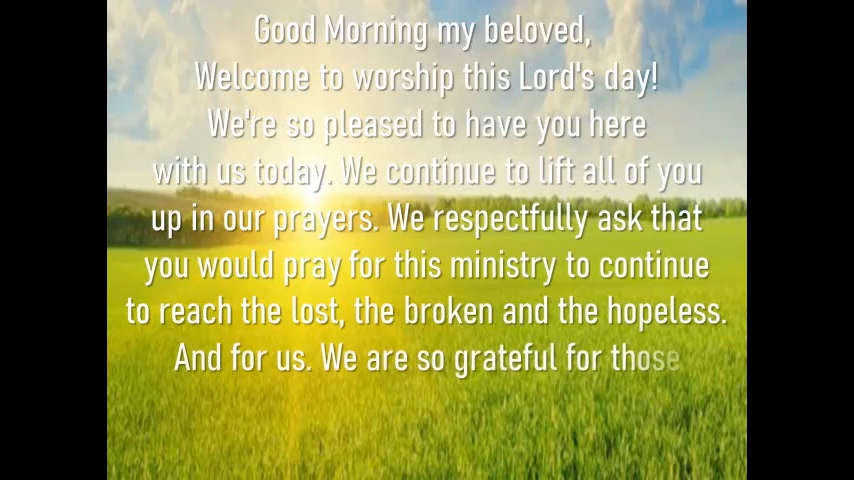 Good Morning my beloved,
Welcome to worship this Lord's day!
We're so pleased to have you here
with us today. We continue to lift all of you
up in our prayers. We respectfully ask that
you would pray for this ministry to continue
to reach the lost, the broken and the hopeless.
And for us. We are so grateful for those